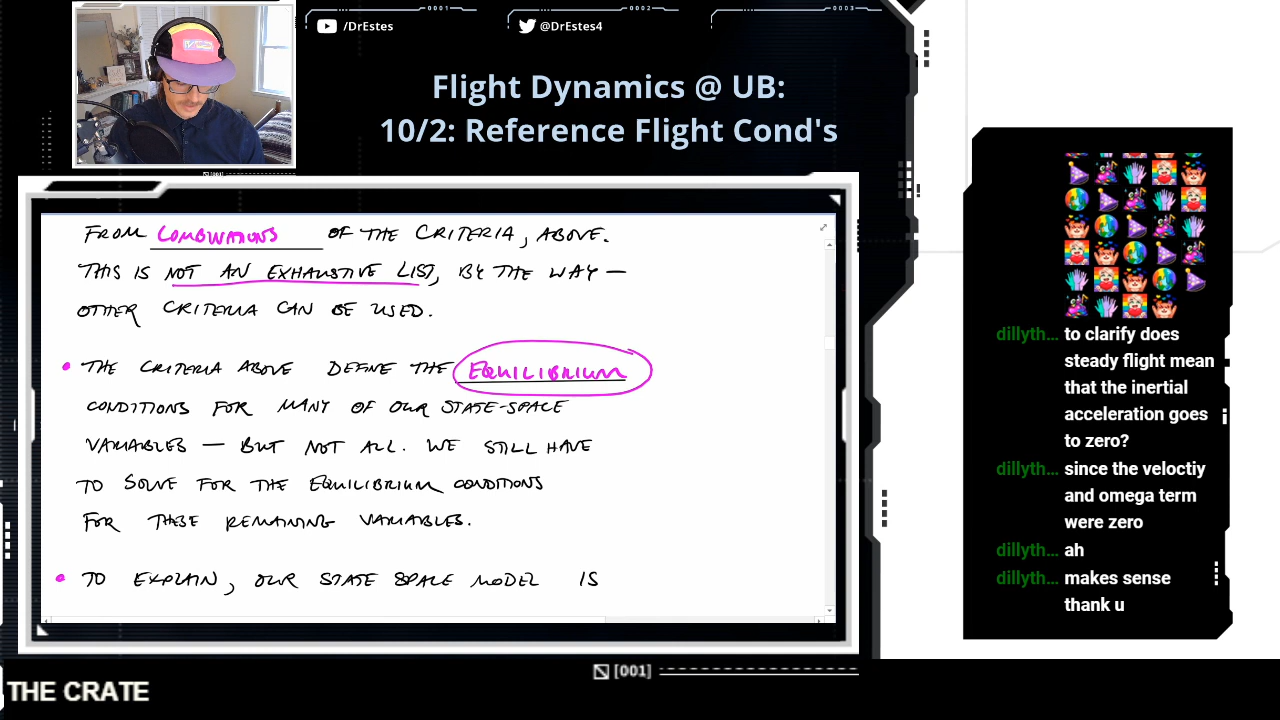 0001
0002
0003
/DrEstes
@DrEstes4
Flight Dynamics @ UB:
10/2: Reference Flight Cond's
[001]
FROM COMBINATIONS OF THE CRITERIA, ABOVE.
THIS IS NOT AN EXHAUSTIVE LIST, BY THE WAY —
OTHER CRITERIA CAN BE USED.
• THE CRITERIA ABOVE DEFINE THE EQUILIBRIUM
CONDITIONS FOR MANY OF OUR STATE-SPACE
VARIABLES — BUT NOT ALL. WE STILL HAVE
TO SOLVE FOR THE EQUILIBRIUM CONDITIONS
FOR THESE REMAINING VARIABLES.
• TO EXPLAIN, OUR STATE SPACE MODEL IS
dillyth... to clarify does
steady flight mean
that the inertial
acceleration goes
to zero?
dillyth... since the veloctiy
and omega term
were zero
dillyth... ah
dillyth... makes sense
thank u
[001]
THE CRATE